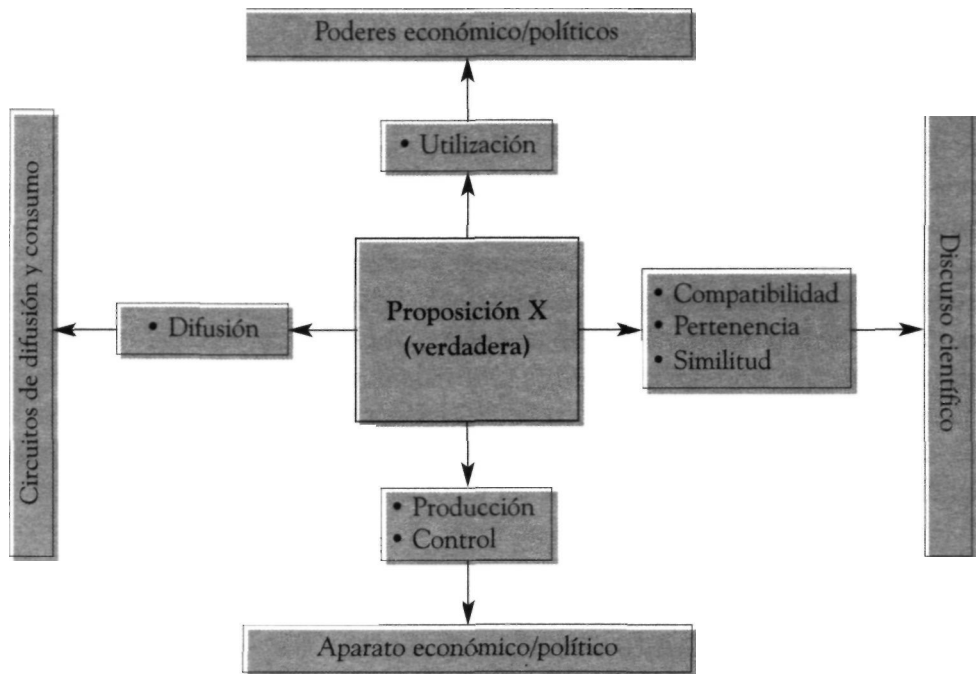 Poderes económico/políticos
• Utilización
Circuitos de difusión y consumo
• Difusión
Proposición X
(verdadera)
• Compatibilidad
• Pertenencia
• Similitud
Discurso científico
• Producción
• Control
Aparato económico/político